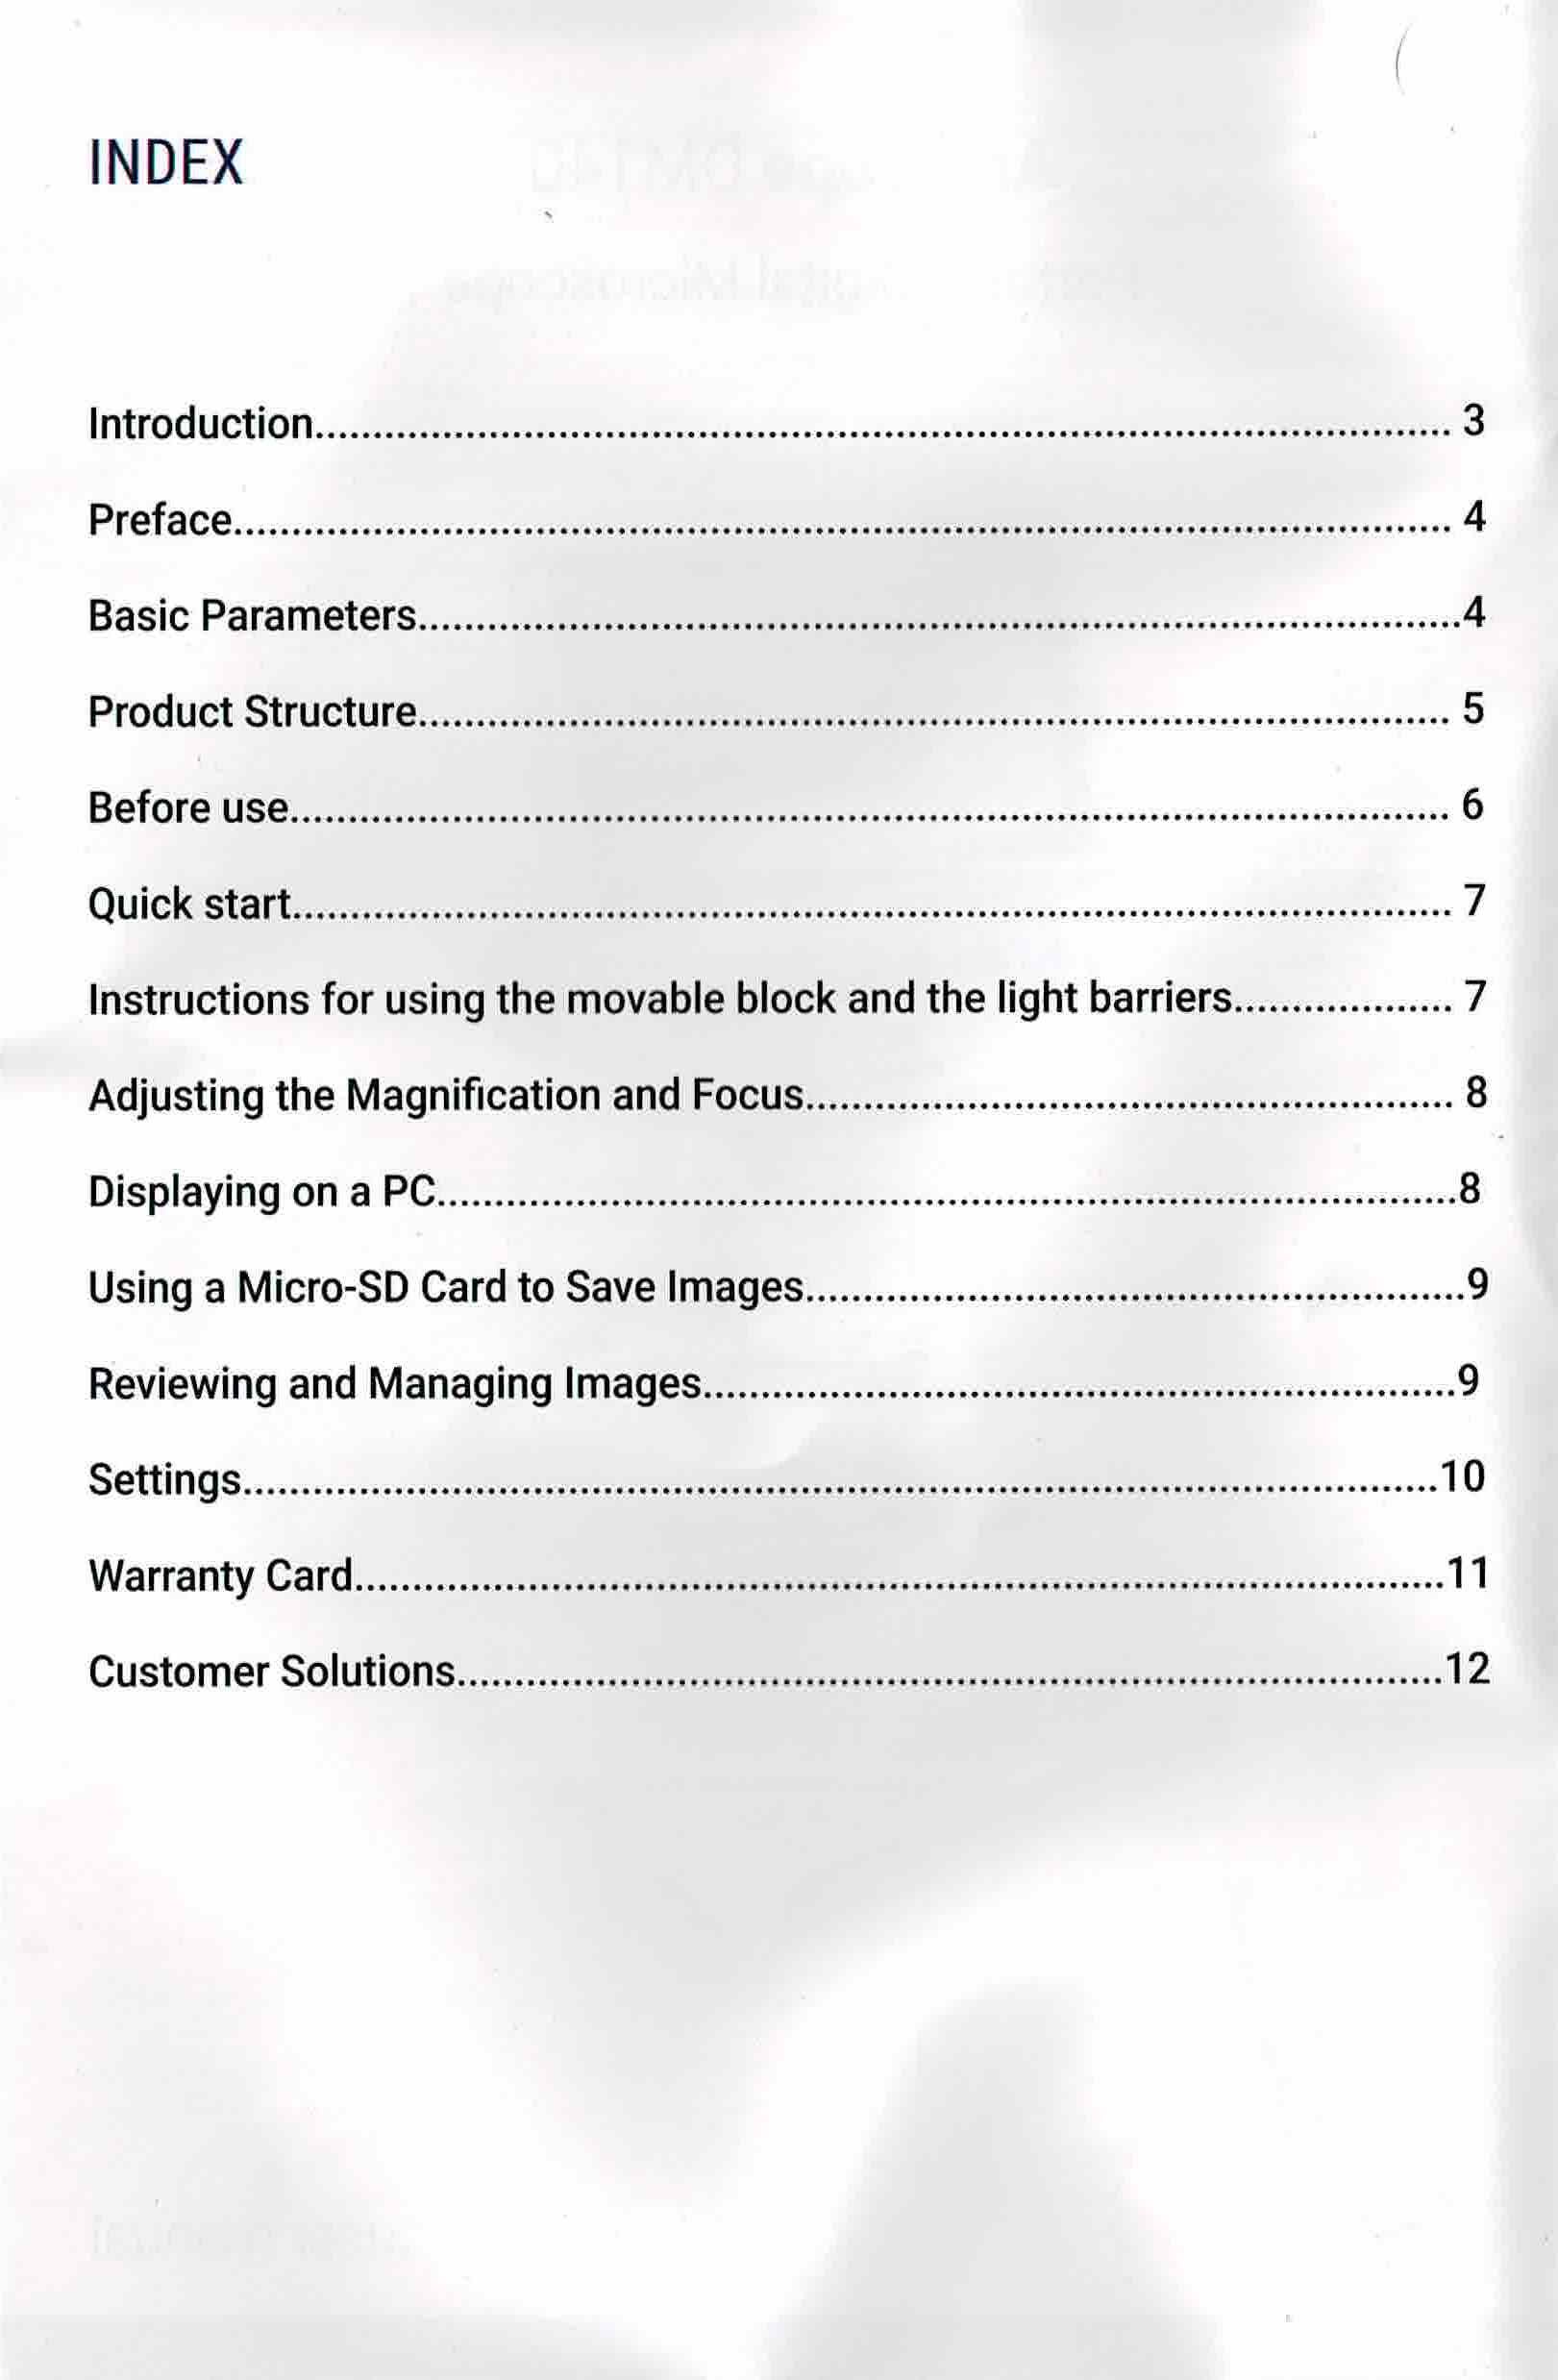 INDEX
Introduction................................................................................................ 3
Preface....................................................................................................... 4
Basic Parameters........................................................................................4
Product Structure....................................................................................... 5
Before use.................................................................................................. 6
Quick start.................................................................................................. 7
Instructions for using the movable block and the light barriers................... 7
Adjusting the Magnification and Focus....................................................... 8
Displaying on a PC......................................................................................8
Using a Micro-SD Card to Save Images........................................................9
Reviewing and Managing Images................................................................9
Settings.....................................................................................................10
Warranty Card............................................................................................11
Customer Solutions...................................................................................12